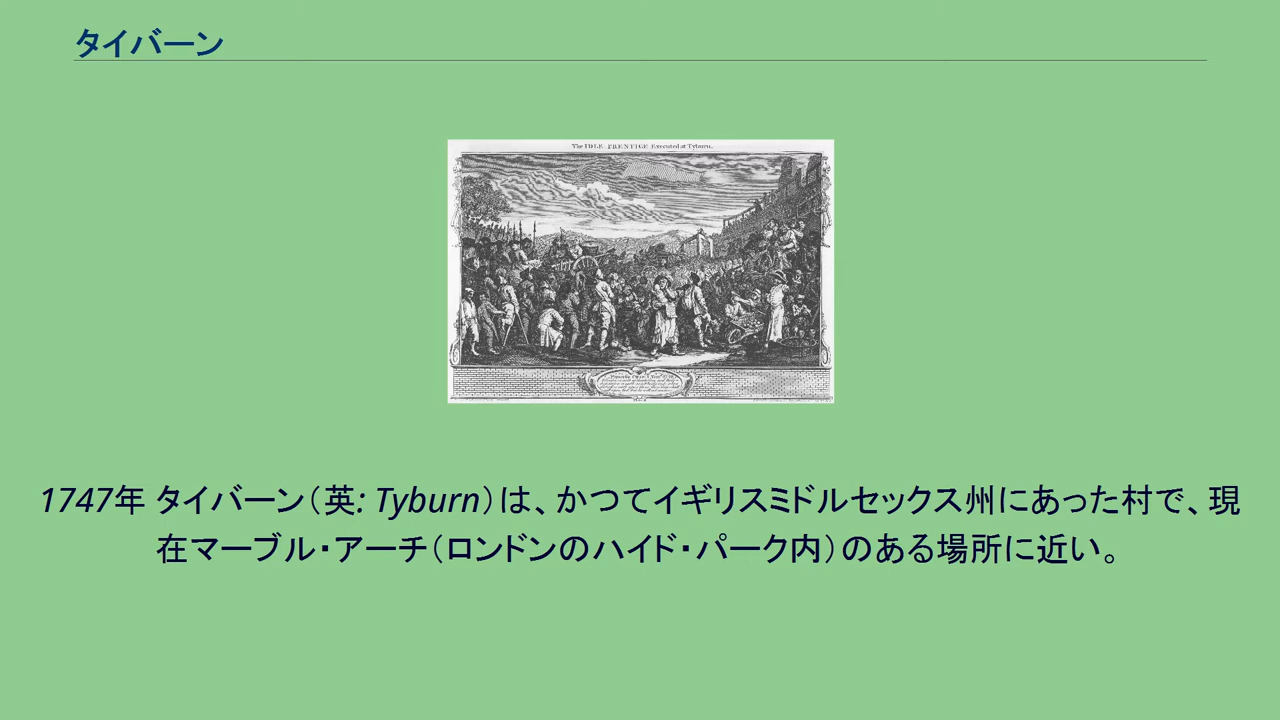 タイバーン
The IDLE 'PRENTICE Executed at Tyburn.
1747年 タイバーン(英: Tyburn)は、かつてイギリスミドルセックス州にあった村で、現
在マーブル・アーチ(ロンドンのハイド・パーク内)のある場所に近い。